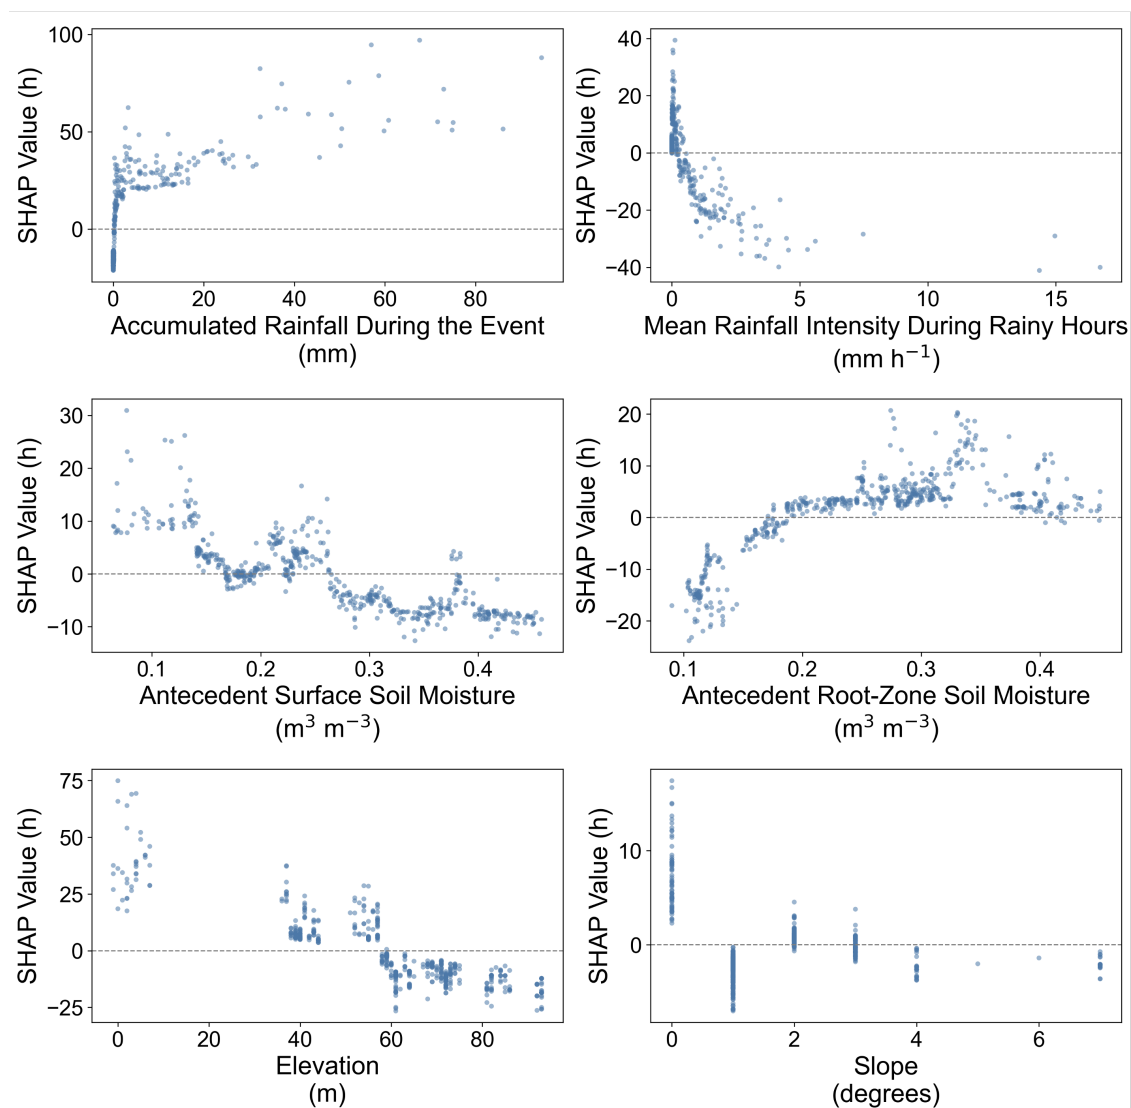 100
50
0
SHAP Value (h)
0 20 40 60 80
Accumulated Rainfall During the Event
(mm)
40
20
0
−20
−40
SHAP Value (h)
0 5 10 15
Mean Rainfall Intensity During Rainy Hours
(mm h⁻¹)
30
20
10
0
−10
SHAP Value (h)
0.1 0.2 0.3 0.4
Antecedent Surface Soil Moisture
(m³ m⁻³)
20
10
0
−10
−20
SHAP Value (h)
0.1 0.2 0.3 0.4
Antecedent Root-Zone Soil Moisture
(m³ m⁻³)
75
50
25
0
−25
SHAP Value (h)
0 20 40 60 80
Elevation
(m)
10
0
SHAP Value (h)
0 2 4 6
Slope
(degrees)